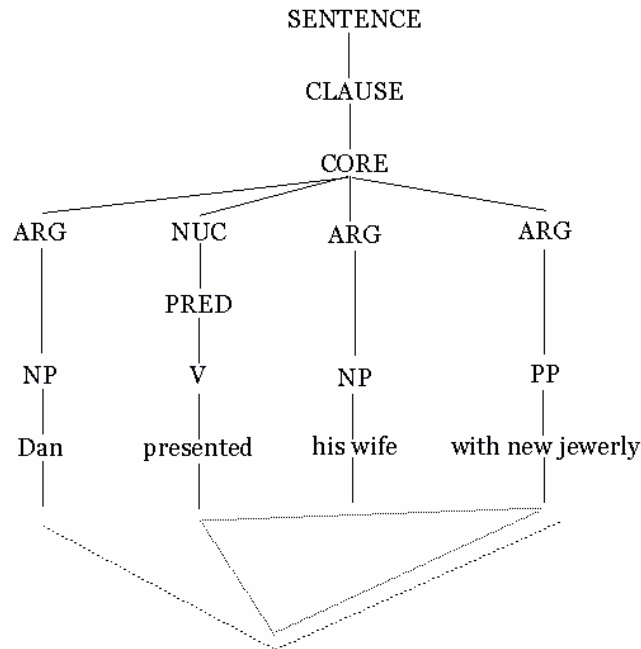 SENTENCE
CLAUSE
CORE
ARG NUC ARG ARG
PRED
NP V NP PP
Dan presented his wife with new jewerly